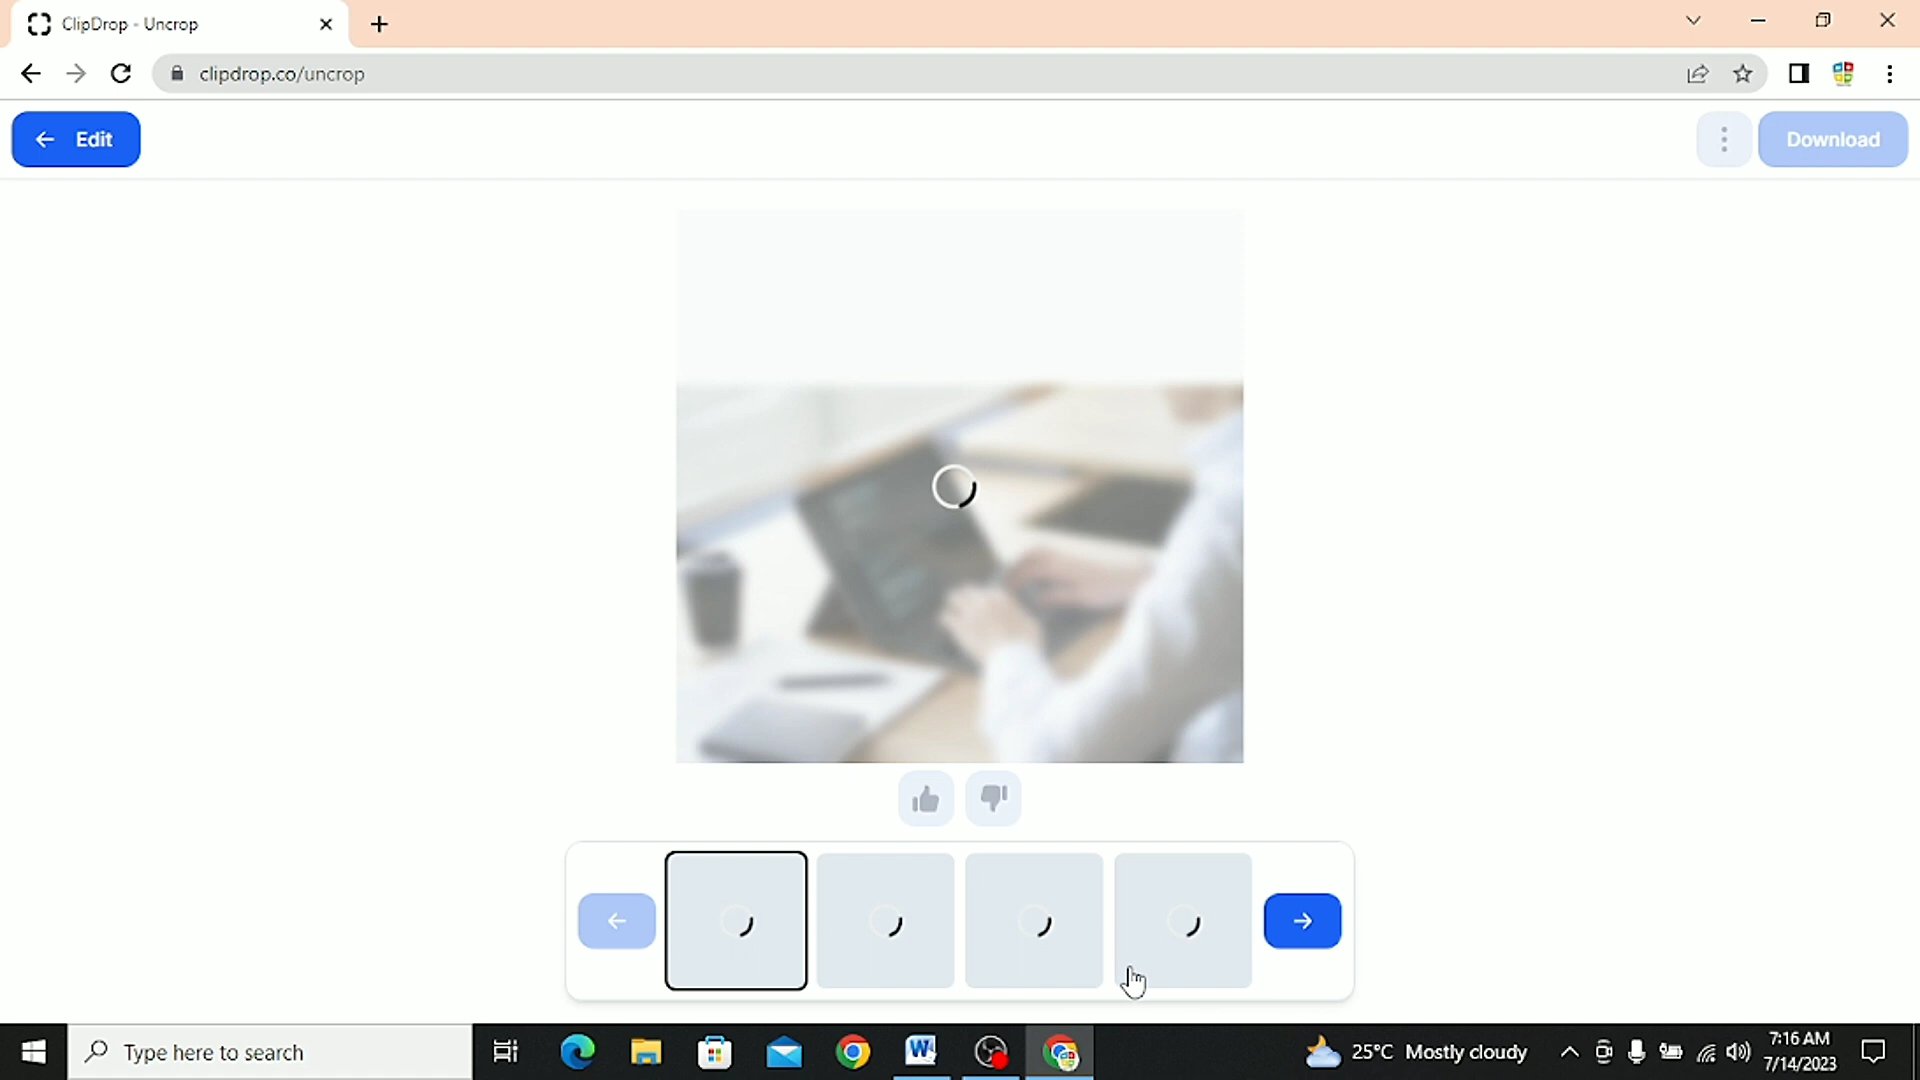 ClipDrop - Uncrop
clipdrop.co/uncrop
Edit
Download
Type here to search
25°C Mostly cloudy
7:16 AM
7/14/2023